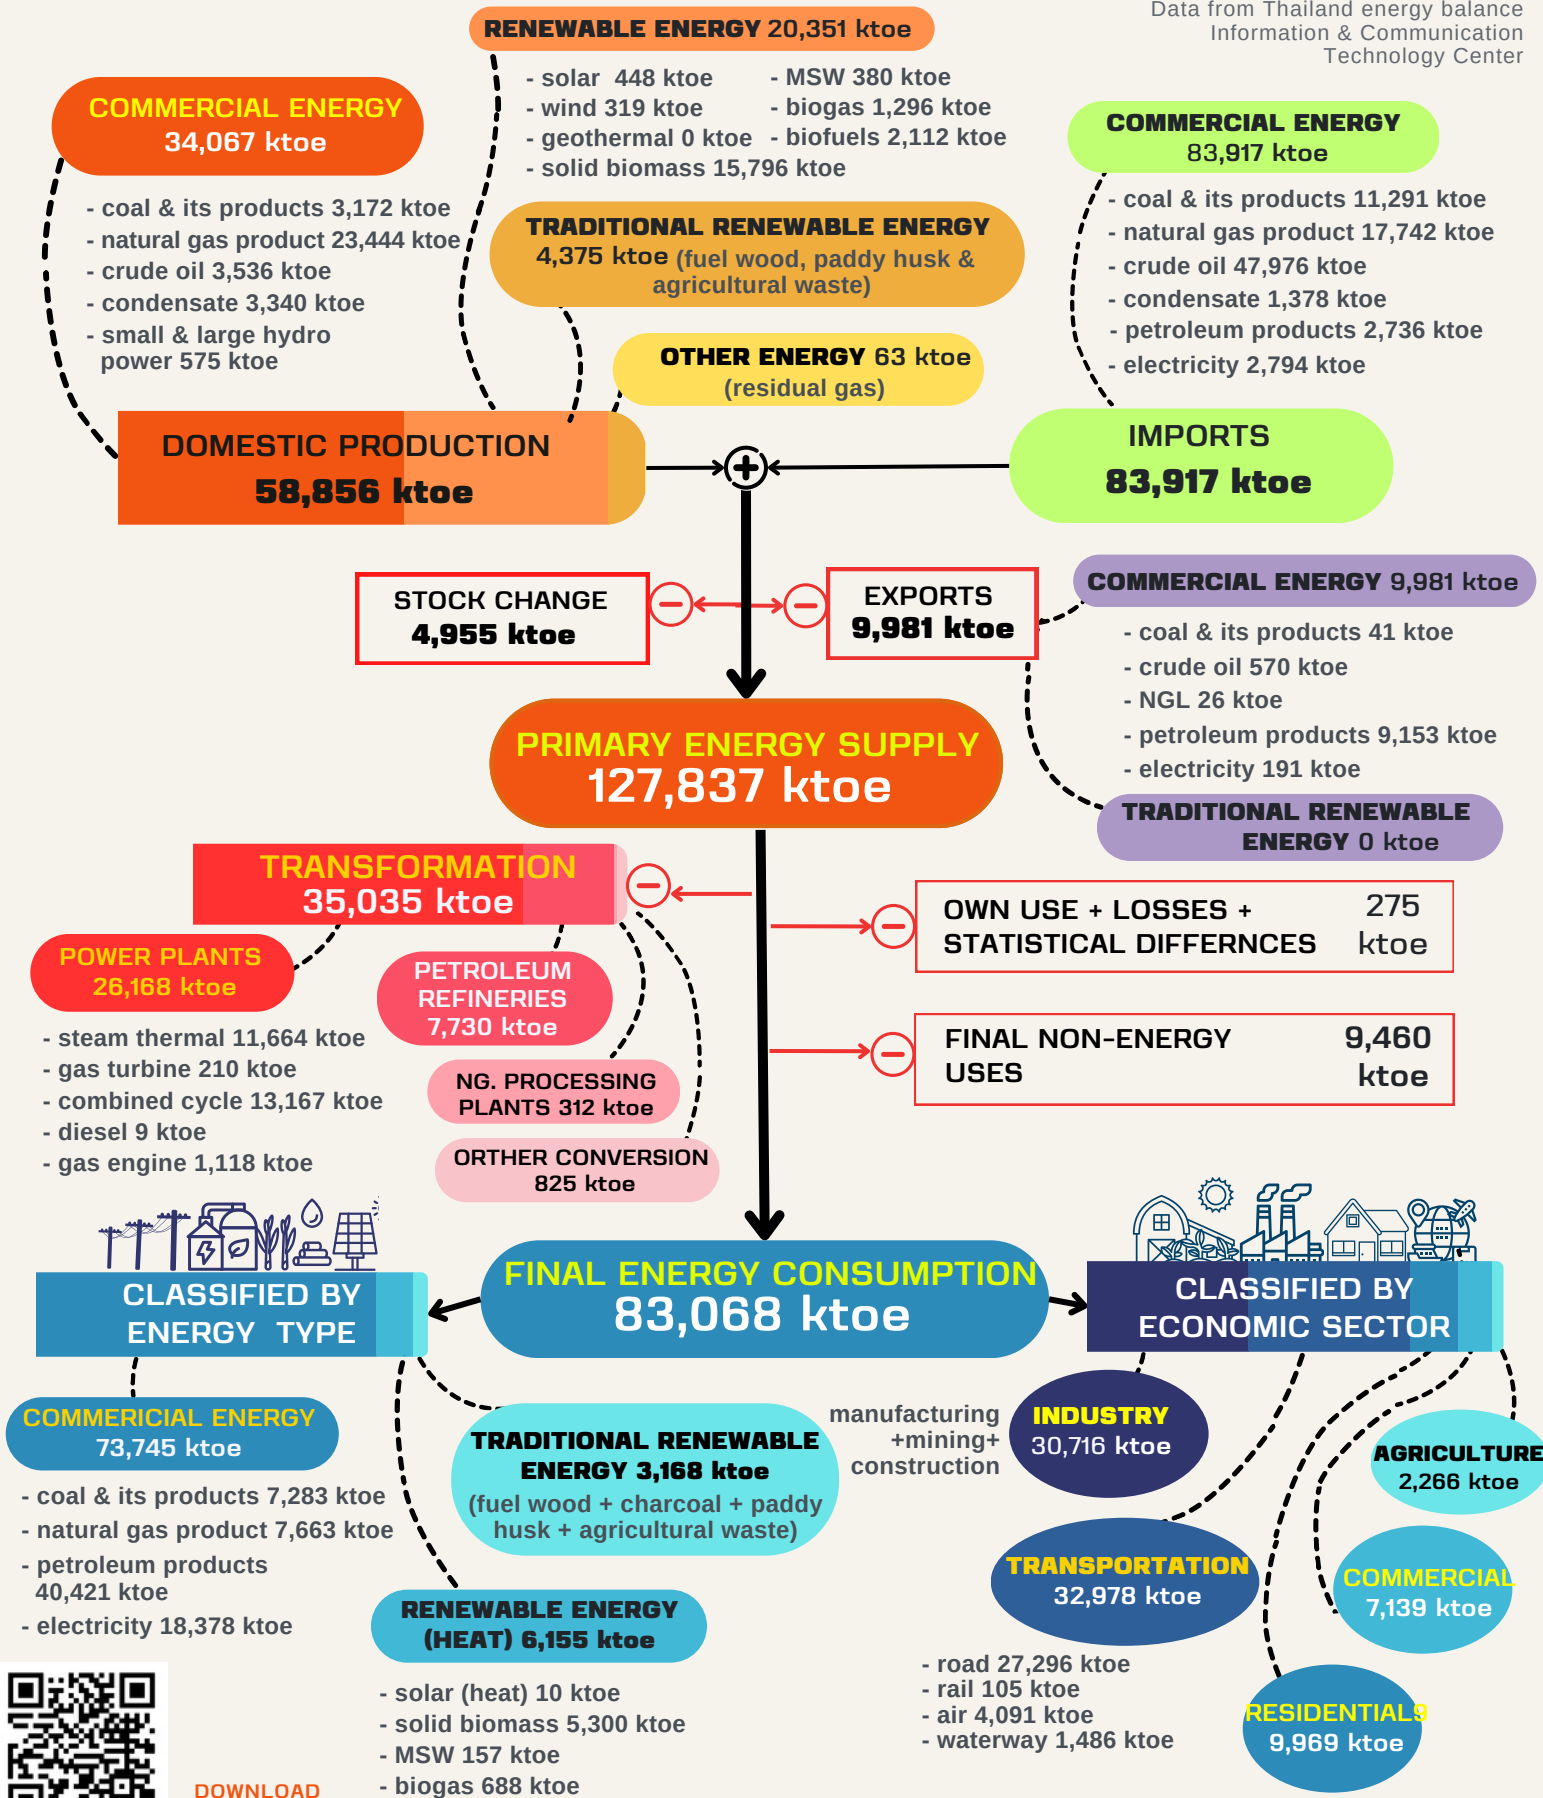 Data from Thailand energy balance
Information & Communication
Technology Center
RENEWABLE ENERGY 20,351 ktoe
- solar 448 ktoe
- wind 319 ktoe
- geothermal 0 ktoe
- solid biomass 15,796 ktoe
- MSW 380 ktoe
- biogas 1,296 ktoe
- biofuels 2,112 ktoe
COMMERCIAL ENERGY
34,067 ktoe
- coal & its products 3,172 ktoe
- natural gas product 23,444 ktoe
- crude oil 3,536 ktoe
- condensate 3,340 ktoe
- small & large hydro
power 575 ktoe
TRADITIONAL RENEWABLE ENERGY
4,375 ktoe (fuel wood, paddy husk &
agricultural waste)
OTHER ENERGY 63 ktoe
(residual gas)
COMMERCIAL ENERGY
83,917 ktoe
- coal & its products 11,291 ktoe
- natural gas product 17,742 ktoe
- crude oil 47,976 ktoe
- condensate 1,378 ktoe
- petroleum products 2,736 ktoe
- electricity 2,794 ktoe
DOMESTIC PRODUCTION
58,856 ktoe
IMPORTS
83,917 ktoe
STOCK CHANGE
4,955 ktoe
EXPORTS
9,981 ktoe
COMMERCIAL ENERGY 9,981 ktoe
- coal & its products 41 ktoe
- crude oil 570 ktoe
- NGL 26 ktoe
- petroleum products 9,153 ktoe
- electricity 191 ktoe
TRADITIONAL RENEWABLE
ENERGY 0 ktoe
PRIMARY ENERGY SUPPLY
127,837 ktoe
TRANSFORMATION
35,035 ktoe
OWN USE + LOSSES +
STATISTICAL DIFFERNCES
275
ktoe
FINAL NON-ENERGY
USES
9,460
ktoe
POWER PLANTS
26,168 ktoe
- steam thermal 11,664 ktoe
- gas turbine 210 ktoe
- combined cycle 13,167 ktoe
- diesel 9 ktoe
- gas engine 1,118 ktoe
PETROLEUM
REFINERIES
7,730 ktoe
NG. PROCESSING
PLANTS 312 ktoe
ORTHER CONVERSION
825 ktoe
FINAL ENERGY CONSUMPTION
83,068 ktoe
CLASSIFIED BY
ENERGY TYPE
CLASSIFIED BY
ECONOMIC SECTOR
COMMERICIAL ENERGY
73,745 ktoe
- coal & its products 7,283 ktoe
- natural gas product 7,663 ktoe
- petroleum products
40,421 ktoe
- electricity 18,378 ktoe
TRADITIONAL RENEWABLE
ENERGY 3,168 ktoe
(fuel wood + charcoal + paddy
husk + agricultural waste)
RENEWABLE ENERGY
(HEAT) 6,155 ktoe
- solar (heat) 10 ktoe
- solid biomass 5,300 ktoe
- MSW 157 ktoe
- biogas 688 ktoe
manufacturing
+mining+
construction
INDUSTRY
30,716 ktoe
AGRICULTURE
2,266 ktoe
TRANSPORTATION
32,978 ktoe
- road 27,296 ktoe
- rail 105 ktoe
- air 4,091 ktoe
- waterway 1,486 ktoe
COMMERCIAL
7,139 ktoe
RESIDENTIAL9
9,969 ktoe
DOWNLOAD